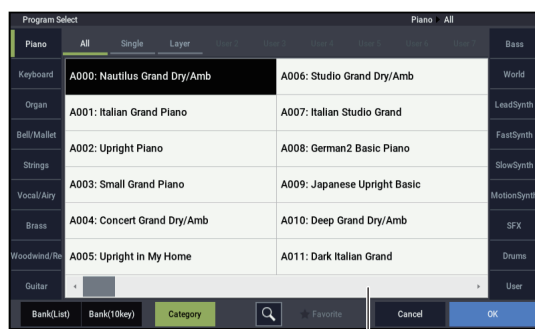 Program Select Piano All
Piano All Single Layer User 2 User 3 User 4 User 5 User 6 User 7 Bass
Keyboard A000: Nautilus Grand Dry/Amb A006: Studio Grand Dry/Amb World
Organ A001: Italian Grand Piano A007: Italian Studio Grand LeadSynth
Bell/Mallet A002: Upright Piano A008: German2 Basic Piano FastSynth
Strings A003: Small Grand Piano A009: Japanese Upright Basic SlowSynth
Vocal/Airy A004: Concert Grand Dry/Amb A010: Deep Grand Dry/Amb MotionSynth
Brass A005: Upright in My Home A011: Dark Italian Grand SFX
Woodwind/Re Drums
Guitar User
Bank(List) Bank(10key) Category Favorite Cancel OK